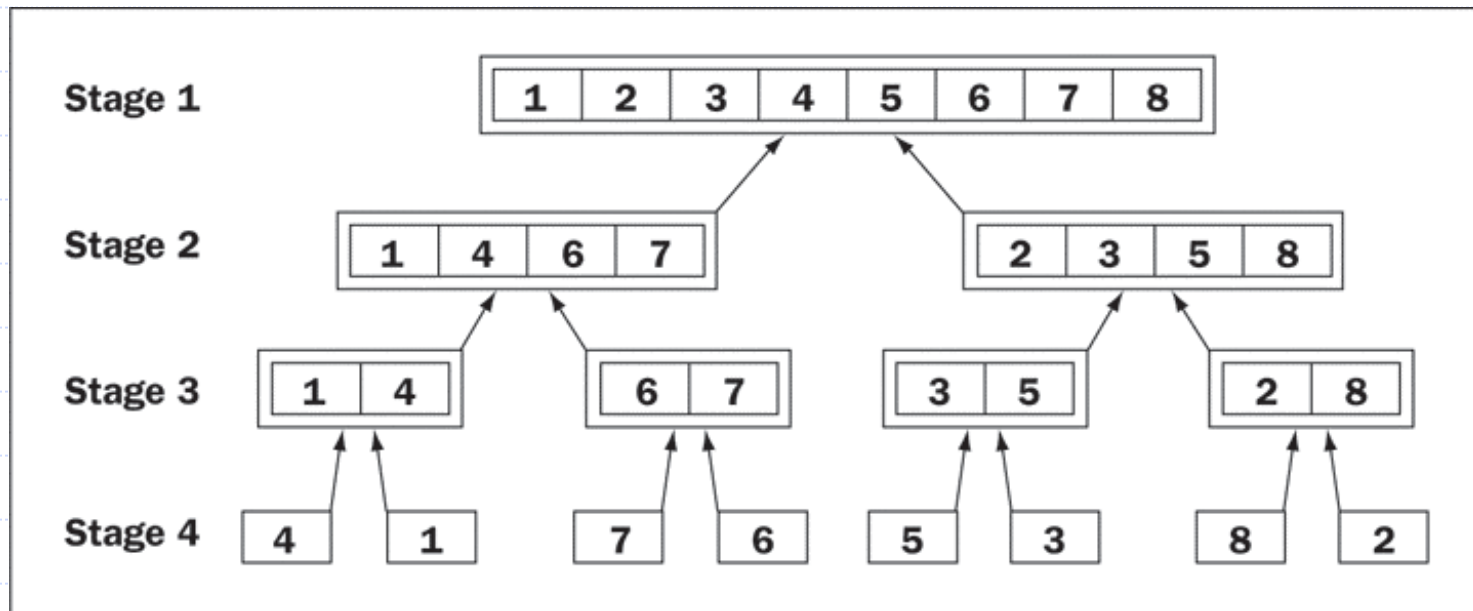 Stage 1 1 2 3 4 5 6 7 8
Stage 2 1 4 6 7 2 3 5 8
Stage 3 1 4 6 7 3 5 2 8
Stage 4 4 1 7 6 5 3 8 2